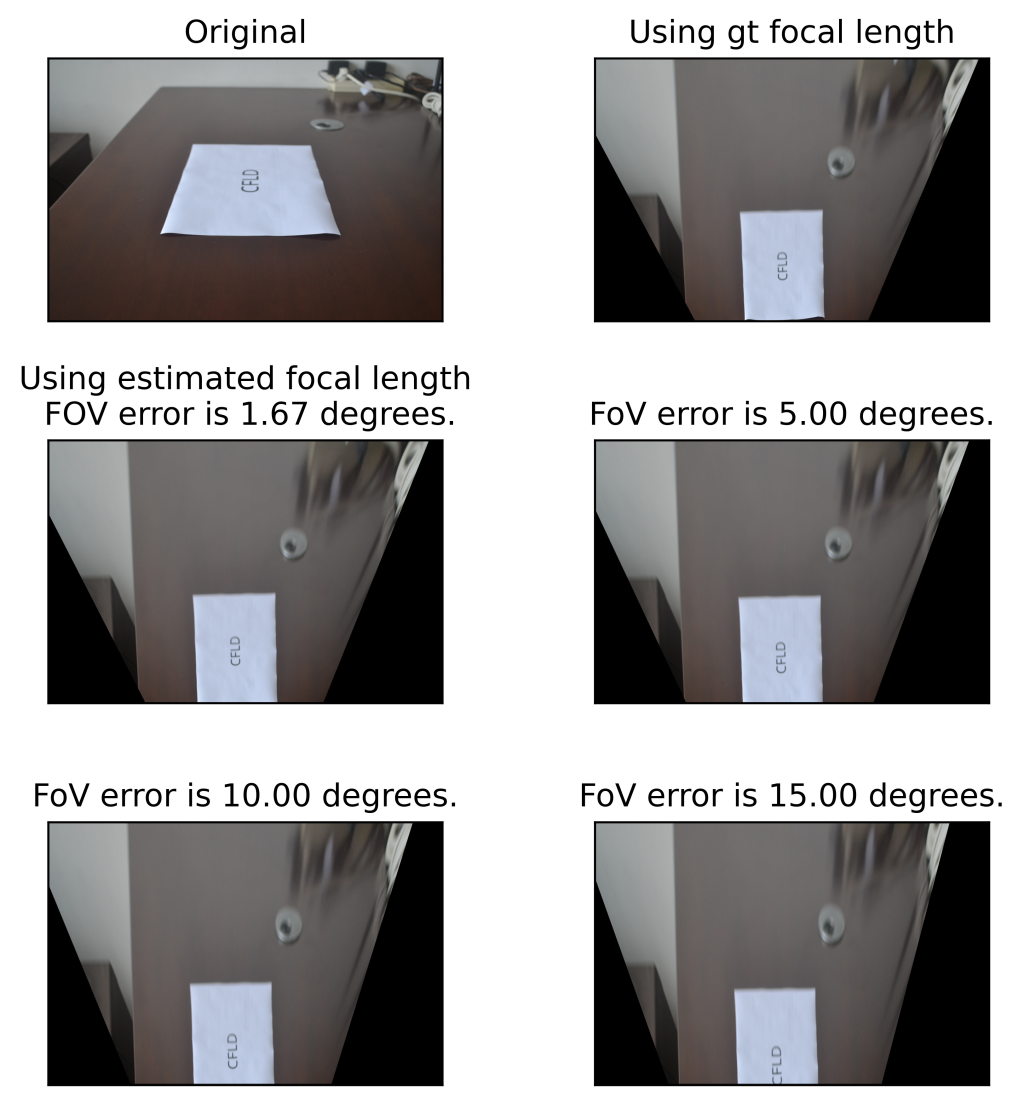 Original
CFLD
Using gt focal length
CFLD
Using estimated focal length
FOV error is 1.67 degrees.
CFLD
FoV error is 5.00 degrees.
CFLD
FoV error is 10.00 degrees.
CFLD
FoV error is 15.00 degrees.
CFLD